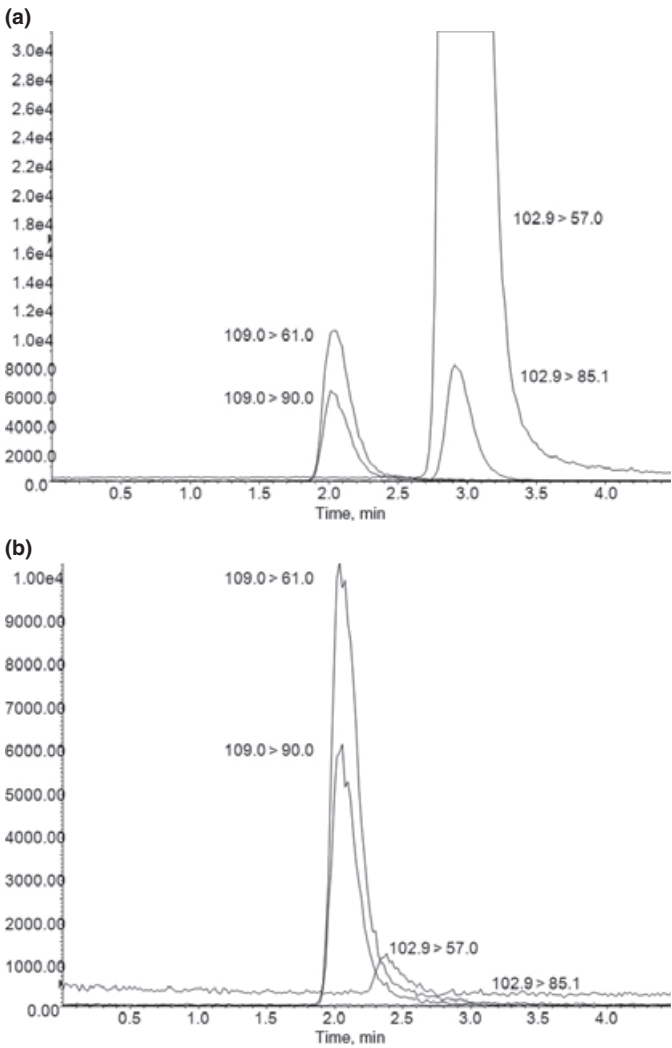 (a)
3.0e4
2.8e4
2.6e4
2.4e4
2.2e4
2.0e4
1.8e4
1.6e4
1.4e4
1.2e4
1.0e4
8000.0
6000.0
4000.0
2000.0
0.0
102.9 > 57.0
109.0 > 61.0
102.9 > 85.1
109.0 > 90.0
0.5 1.0 1.5 2.0 2.5 3.0 3.5 4.0
Time, min
(b)
1.00e4
9000.00
8000.00
7000.00
6000.00
5000.00
4000.00
3000.00
2000.00
1000.00
0.00
109.0 > 61.0
109.0 > 90.0
102.9 > 57.0
102.9 > 85.1
0.5 1.0 1.5 2.0 2.5 3.0 3.5 4.0
Time, min